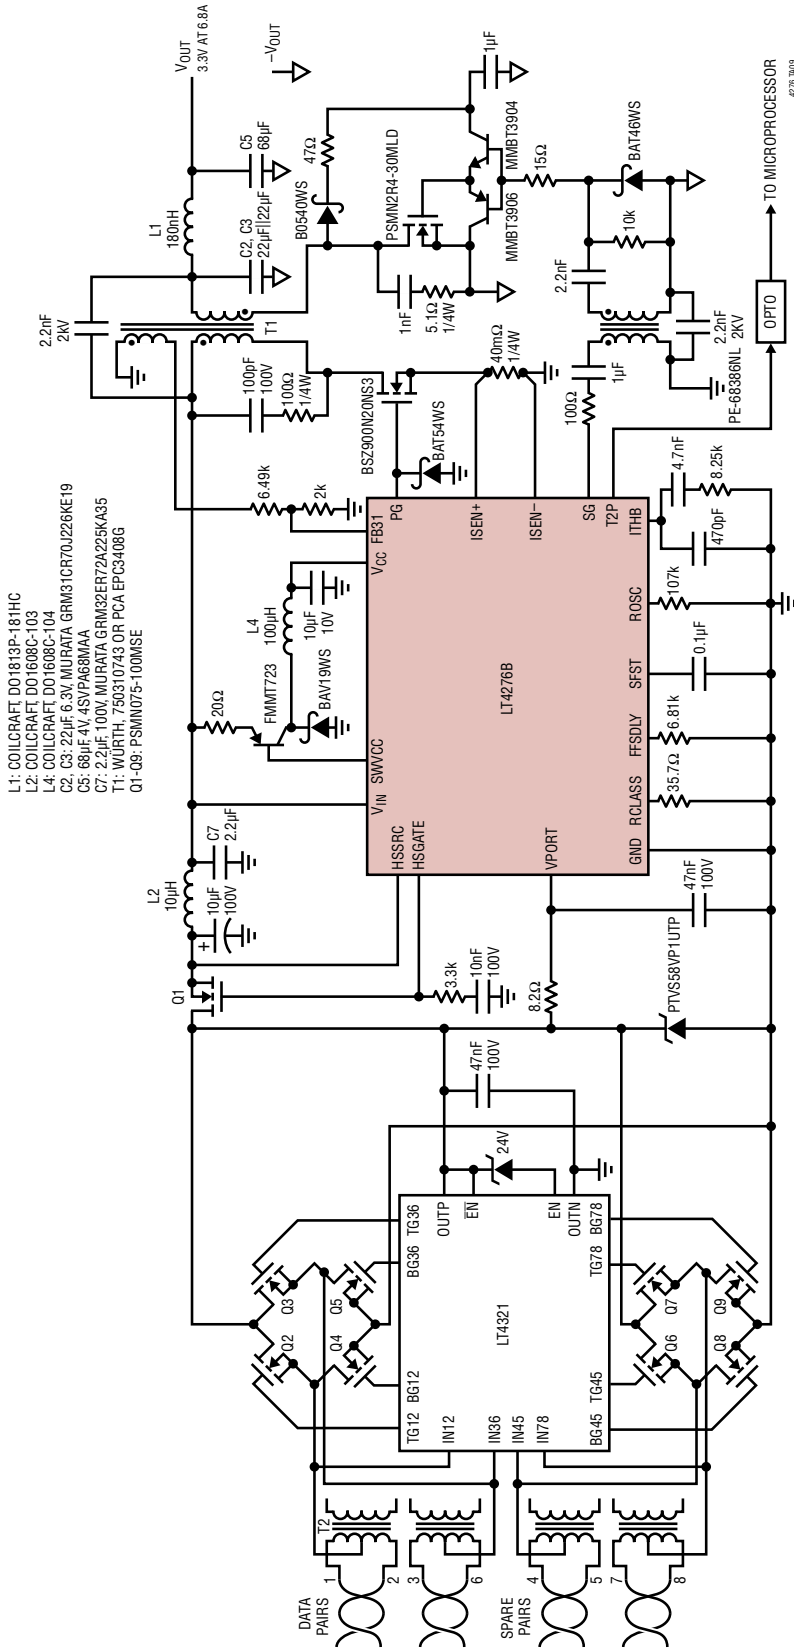 L1: COILCRAFT, DO1813P-181HC
L2: COILCRAFT, DO1608C-103
L4: COILCRAFT, DO1608C-104
C2, C3: 22µF, 6.3V, MURATA GRM31CR70J226KE19
C5: 68µF, 4V, 4SVPA68MAA
C7: 2.2µF, 100V, MURATA GRM32ER72A225KA35
T1: WÜRTH, 750310743 OR PCA EPC3408G
Q1-Q9: PSMN075-100MSE
DATA
PAIRS
1
2
3
6
SPARE
PAIRS
4
5
7
8
T2
Q2
Q3
Q4
Q5
Q6
Q7
Q8
Q9
TG12
BG12
BG36
TG36
IN12
IN36
IN45
IN78
LT4321
OUTP
EN
EN
OUTN
BG45
TG45
TG78
BG78
24V
47nF
100V
Q1
3.3k
10nF
100V
8.2Ω
PTVS58VP1UTP
47nF
100V
L2
10µH
+
10µF
100V
C7
2.2µF
HSSRC
HSGATE
VPORT
GND
VIN
SWVCC
VCC
FB31
PG
ISEN+
ISEN–
SG
T2P
ITHB
ROSC
SFST
FFSDLY
RCLASS
LT4276B
20Ω
FMMT723
BAV19WS
L4
100µH
10µF
10V
6.49k
2k
35.7Ω
6.81k
0.1µF
107k
470pF
4.7nF
8.25k
2.2nF
2kV
T1
100pF
100V
100Ω
1/4W
BSZ900N20NS3
BAT54WS
40mΩ
1/4W
100Ω
1µF
PE-68386NL
2.2nF
2KV
L1
180nH
C2, C3
22µF||22µF
C5
68µF
VOUT
3.3V AT 6.8A
–VOUT
B0540WS
47Ω
1µF
PSMN2R4-30MLD
1nF
5.1Ω
1/4W
MMBT3906
MMBT3904
15Ω
2.2nF
10k
BAT46WS
OPTO
TO MICROPROCESSOR
4276 TA09